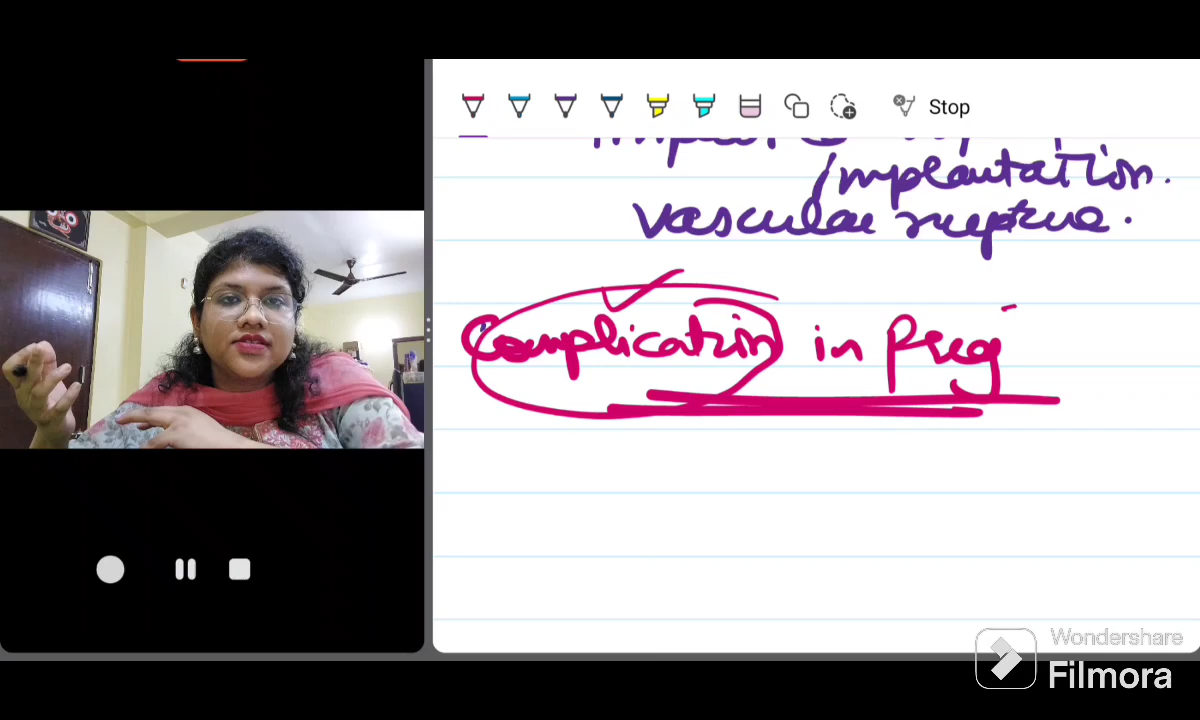 Stop
implantation.
vascular rupture.
Complication in Preg
Wondershare
Filmora